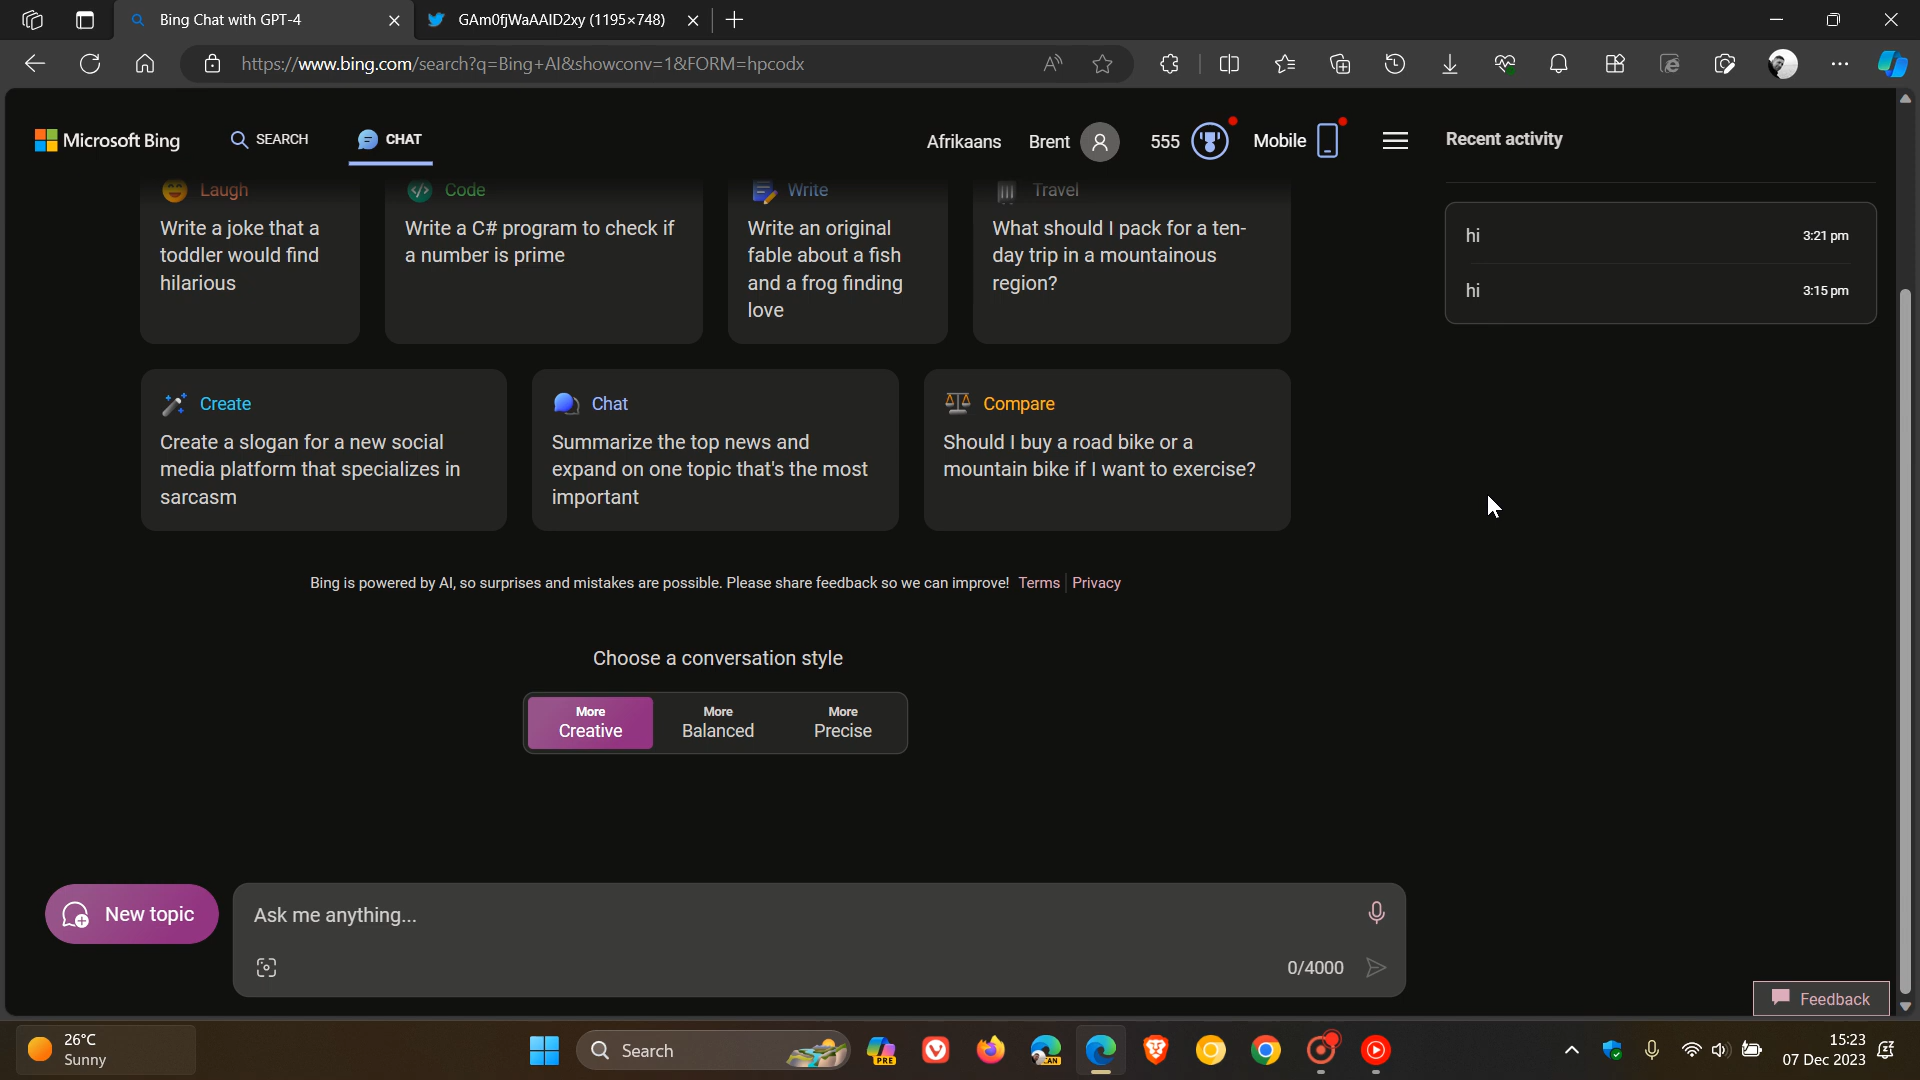 Bing Chat with GPT-4
GAm0fjWaAAID2xy (1195×748)
https://www.bing.com/search?q=Bing+AI&showconv=1&FORM=hpcodx
Microsoft Bing
SEARCH
CHAT
Afrikaans
Brent
555
Mobile
Recent activity
Laugh
Write a joke that a
toddler would find
hilarious
Code
Write a C# program to check if
a number is prime
Write
Write an original
fable about a fish
and a frog finding
love
Travel
What should I pack for a ten-
day trip in a mountainous
region?
hi 3:21 pm
hi 3:15 pm
Create
Create a slogan for a new social
media platform that specializes in
sarcasm
Chat
Summarize the top news and
expand on one topic that's the most
important
Compare
Should I buy a road bike or a
mountain bike if I want to exercise?
Bing is powered by AI, so surprises and mistakes are possible. Please share feedback so we can improve! Terms Privacy
Choose a conversation style
More
Creative
More
Balanced
More
Precise
New topic
Ask me anything...
0/4000
Feedback
26°C
Sunny
Search
PRE
CAN
15:23
07 Dec 2023